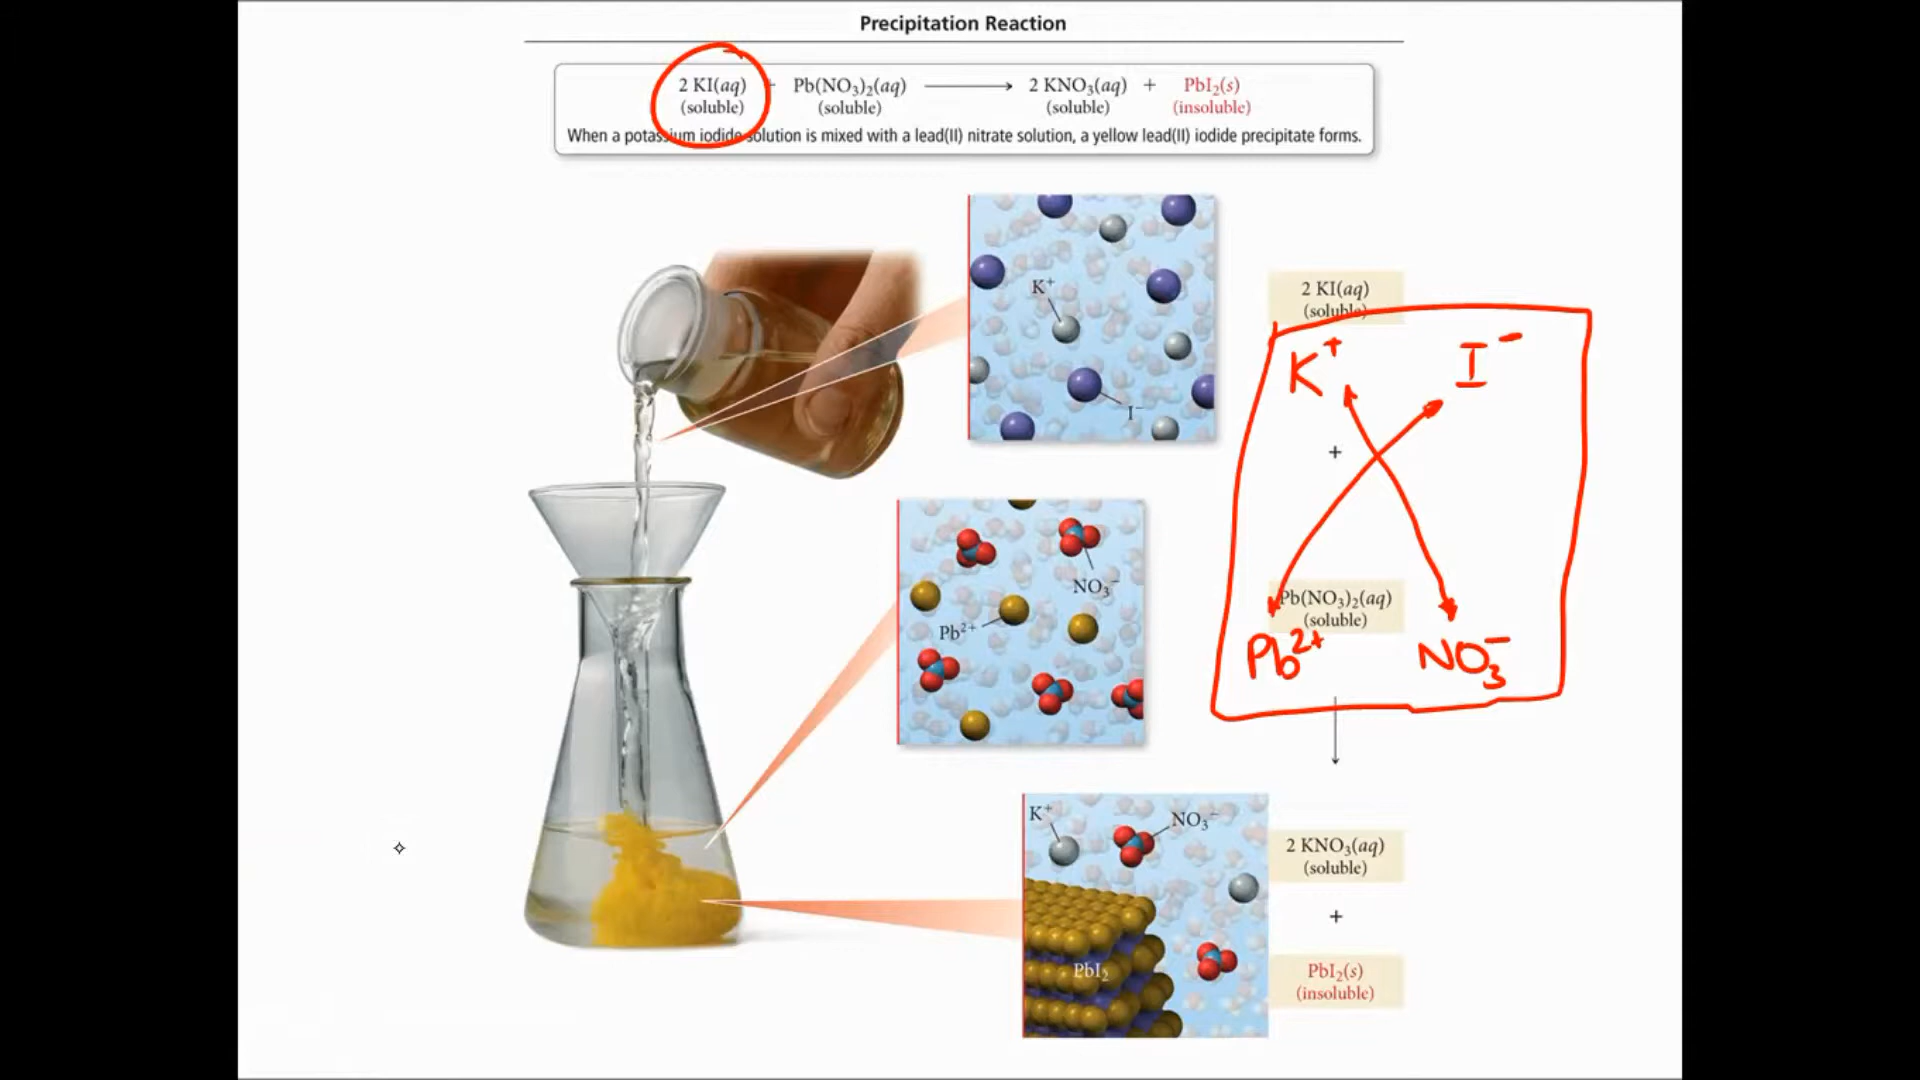 Precipitation Reaction
2 KI(aq) + Pb(NO₃)₂(aq) ⟶ 2 KNO₃(aq) + PbI₂(s)
(soluble) (soluble) (soluble) (insoluble)
When a potassium iodide solution is mixed with a lead(II) nitrate solution, a yellow lead(II) iodide precipitate forms.
K⁺
I⁻
2 KI(aq)
(soluble)
K⁺ I⁻
+
NO₃⁻
Pb²⁺
Pb(NO₃)₂(aq)
(soluble)
Pb²⁺ NO₃⁻
K⁺
NO₃⁻
PbI₂
2 KNO₃(aq)
(soluble)
+
PbI₂(s)
(insoluble)